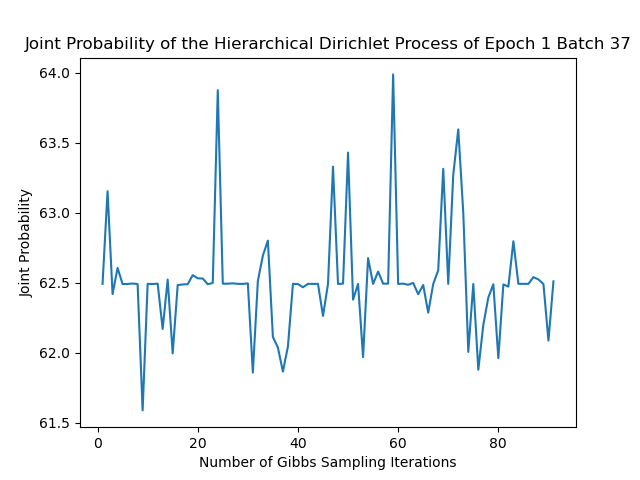 Joint Probability of the Hierarchical Dirichlet Process of Epoch 1 Batch 37
64.0
63.5
63.0
62.5
62.0
61.5
Joint Probability
0 20 40 60 80
Number of Gibbs Sampling Iterations